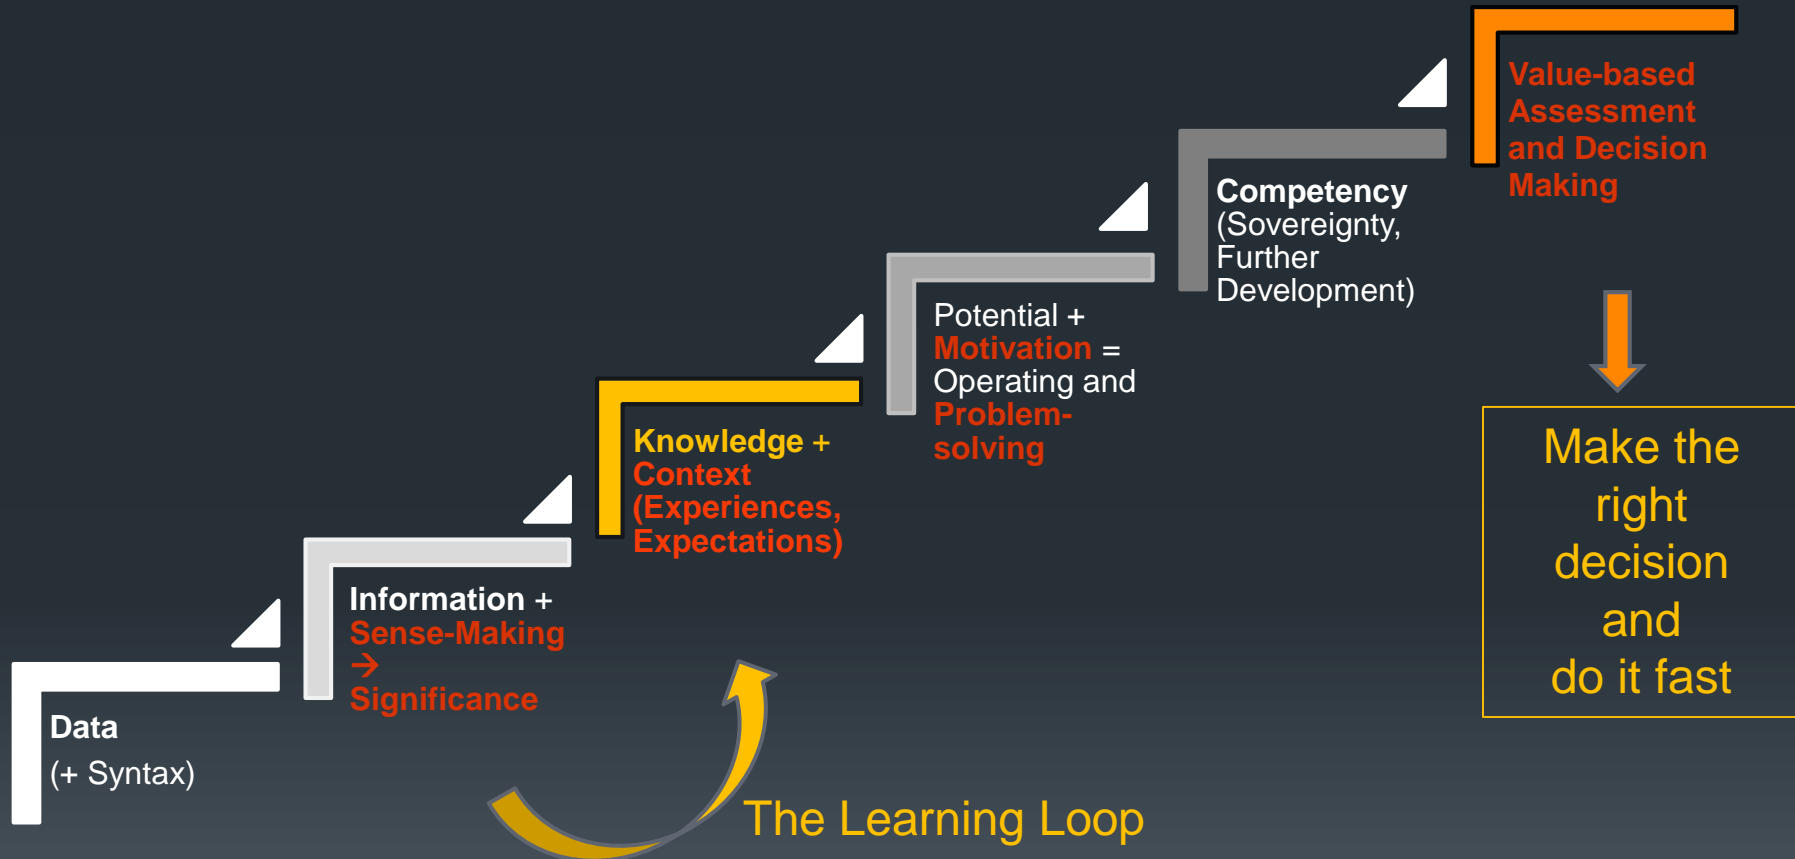 Data
(+ Syntax)
Information +
Sense-Making
→
Significance
Knowledge +
Context
(Experiences,
Expectations)
Potential +
Motivation =
Operating and
Problem-
solving
Competency
(Sovereignty,
Further
Development)
Value-based
Assessment
and Decision
Making
Make the
right
decision
and
do it fast
The Learning Loop